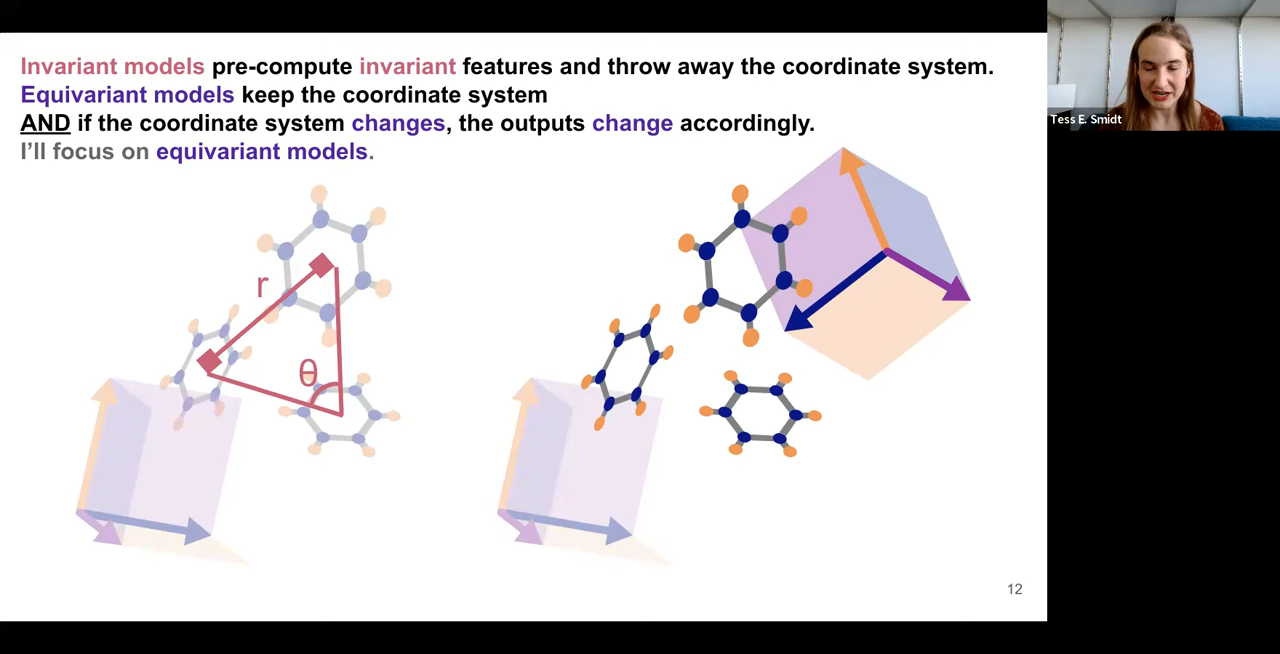 Invariant models pre-compute invariant features and throw away the coordinate system.
Equivariant models keep the coordinate system
AND if the coordinate system changes, the outputs change accordingly.
I'll focus on equivariant models.
r
θ
12
Tess E. Smidt